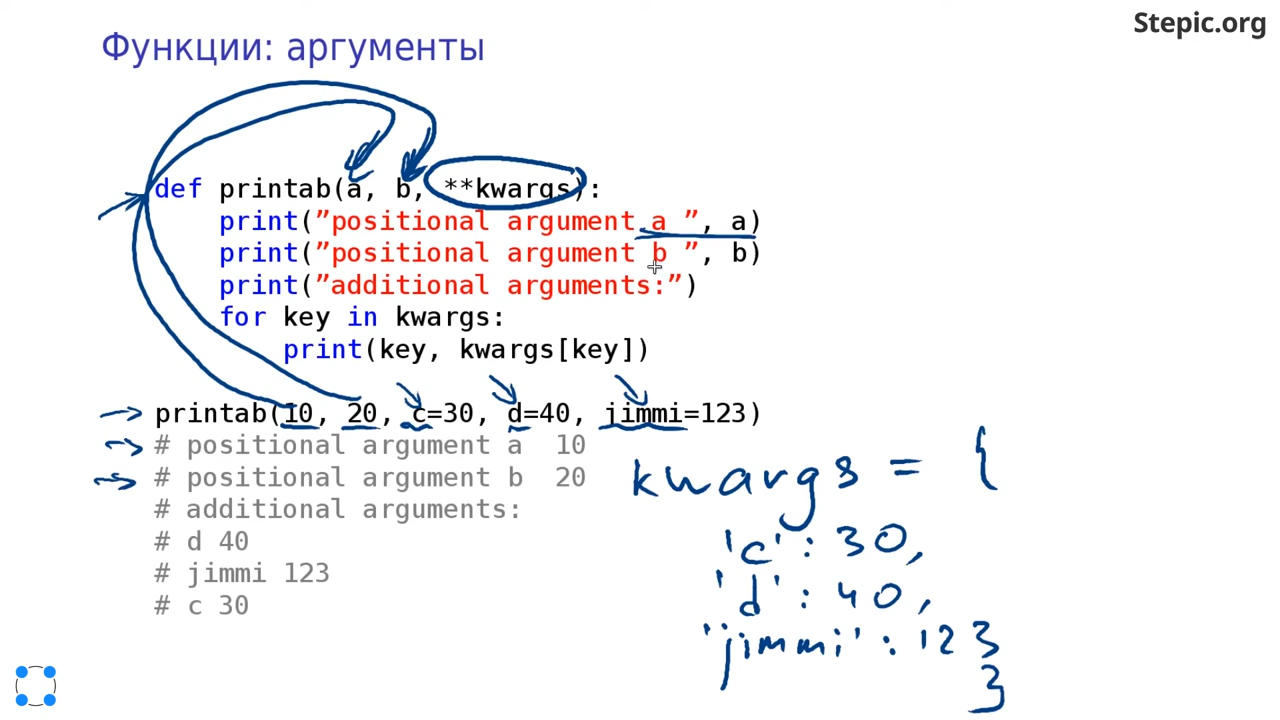 Stepic.org
Функции: аргументы
def printab(a, b, **kwargs):
print(”positional argument a ”, a)
print(”positional argument b ”, b)
print(”additional arguments:”)
for key in kwargs:
print(key, kwargs[key])
printab(10, 20, c=30, d=40, jimmi=123)
# positional argument a 10
# positional argument b 20
# additional arguments:
# d 40
# jimmi 123
# c 30
kwargs = {
'c': 30,
'd': 40,
'jimmi': 123
}